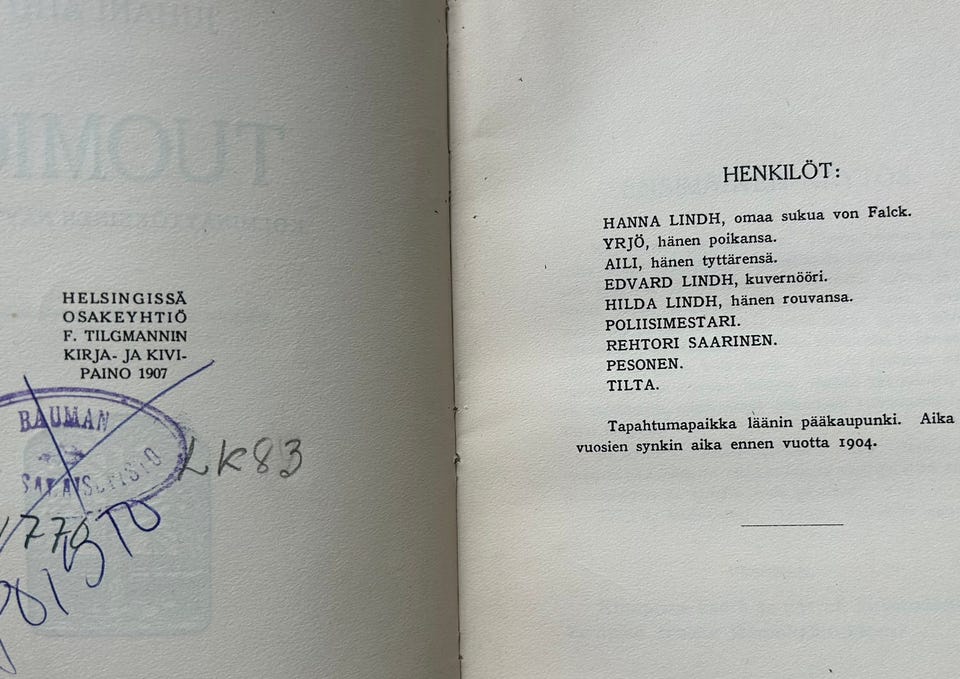 HELSINGISSÄ
OSAKEYHTIÖ
F. TILGMANNIN
KIRJA- JA KIVI-
PAINO 1907
RAUMAN
LK83
POISTO
HENKILÖT:
HANNA LINDH, omaa sukua von Falck.
YRJÖ, hänen poikansa.
AILI, hänen tyttärensä.
EDVARD LINDH, kuvernööri.
HILDA LINDH, hänen rouvansa.
POLIISIMESTARI.
REHTORI SAARINEN.
PESONEN.
TILTA.
Tapahtumapaikka läänin pääkaupunki. Aika
vuosien synkin aika ennen vuotta 1904.